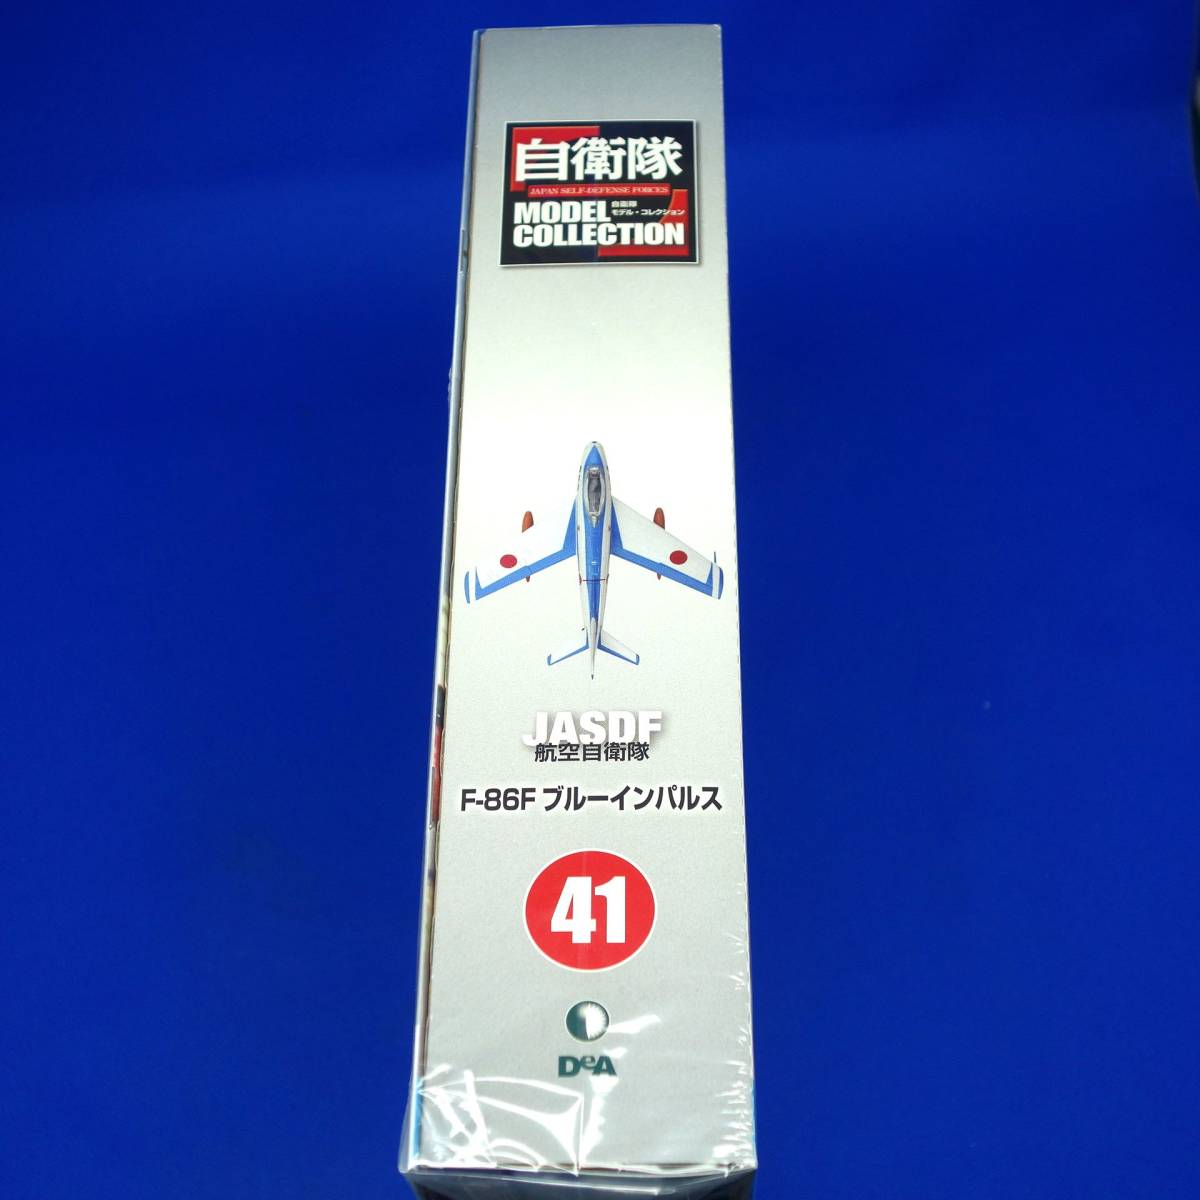 自衛隊
JAPAN SELF-DEFENSE FORCES
MODEL
自衛隊
モデル・コレクション
COLLECTION
JASDF
航空自衛隊
F-86F ブルーインパルス
41
DeA